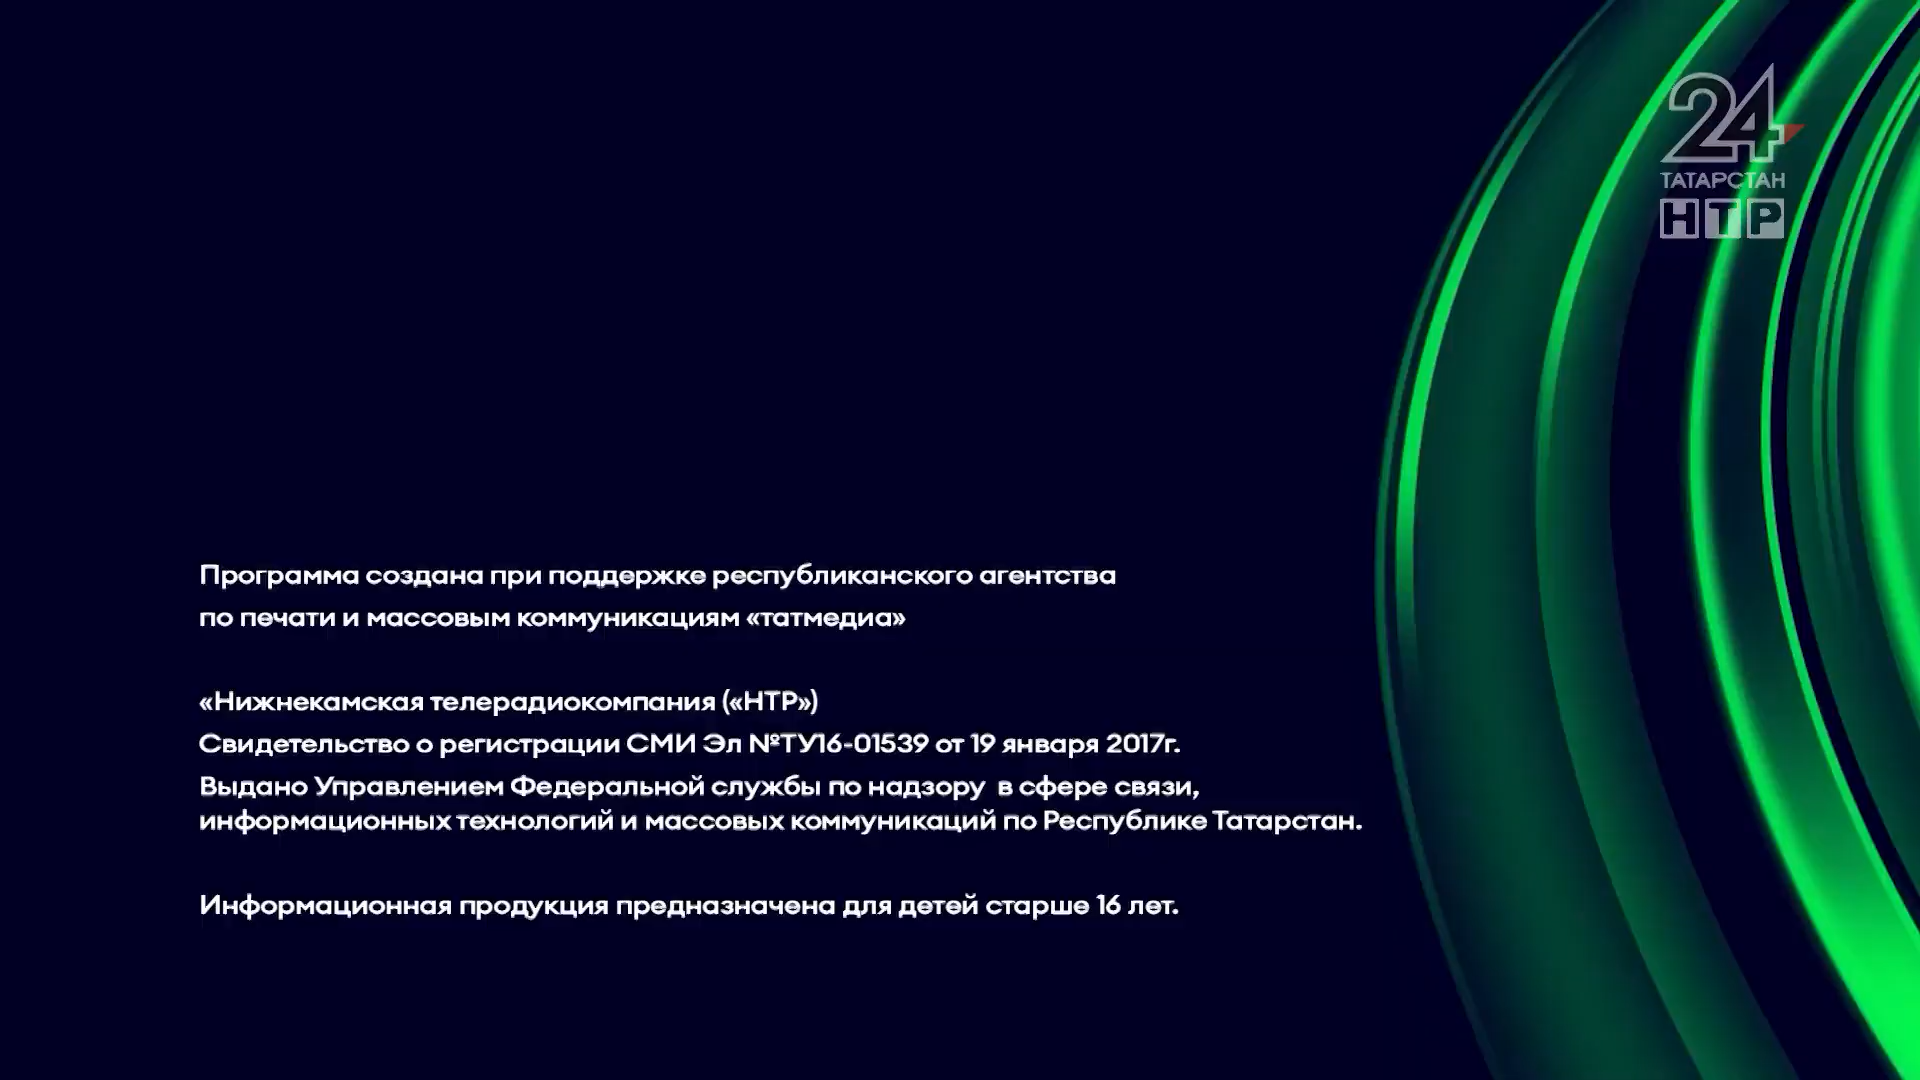 24
ТАТАРСТАН
НТР
Программа создана при поддержке республиканского агентства
по печати и массовым коммуникациям «татмедиа»
«Нижнекамская телерадиокомпания («НТР»)
Свидетельство о регистрации СМИ Эл №ТУ16-01539 от 19 января 2017г.
Выдано Управлением Федеральной службы по надзору в сфере связи,
информационных технологий и массовых коммуникаций по Республике Татарстан.
Информационная продукция предназначена для детей старше 16 лет.